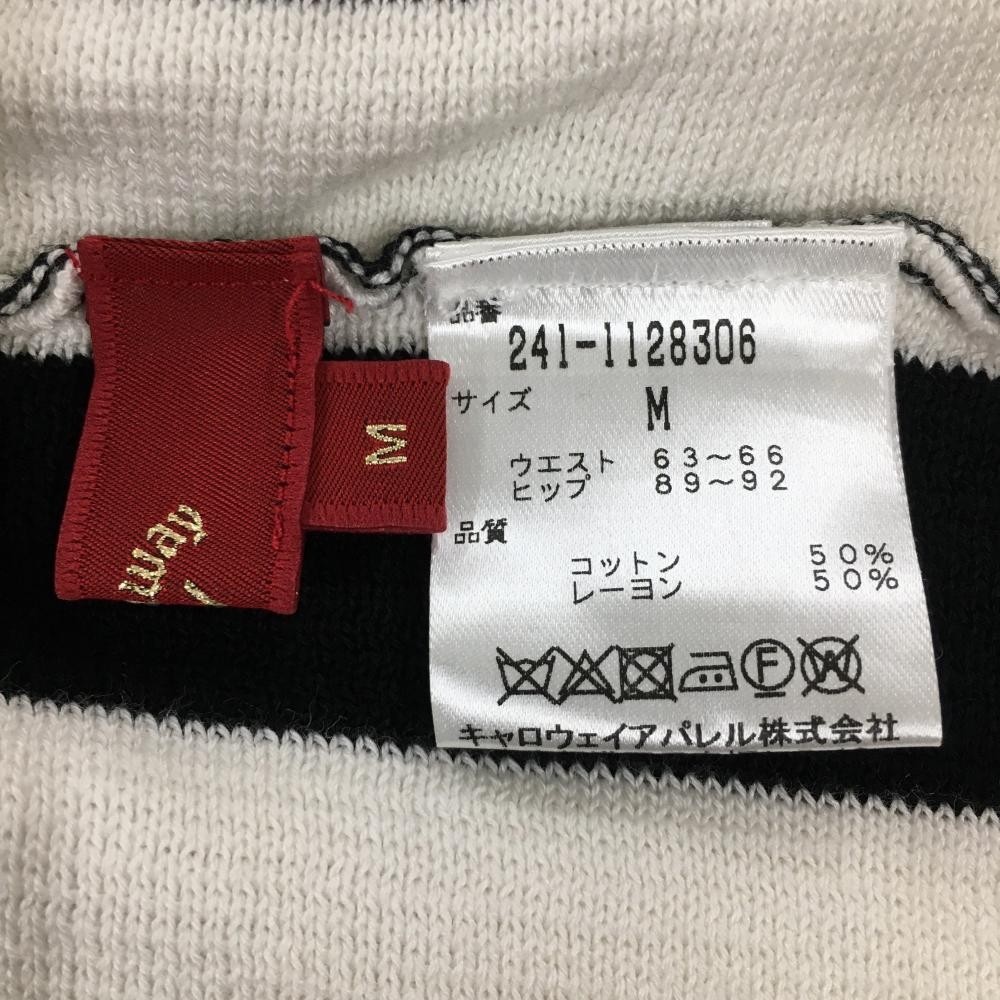 way
M
品番
241-1128306
サイズ
M
ウエスト 63～66
ヒップ 89～92
品質
コットン 50%
レーヨン 50%
F
W
キャロウェイアパレル株式会社